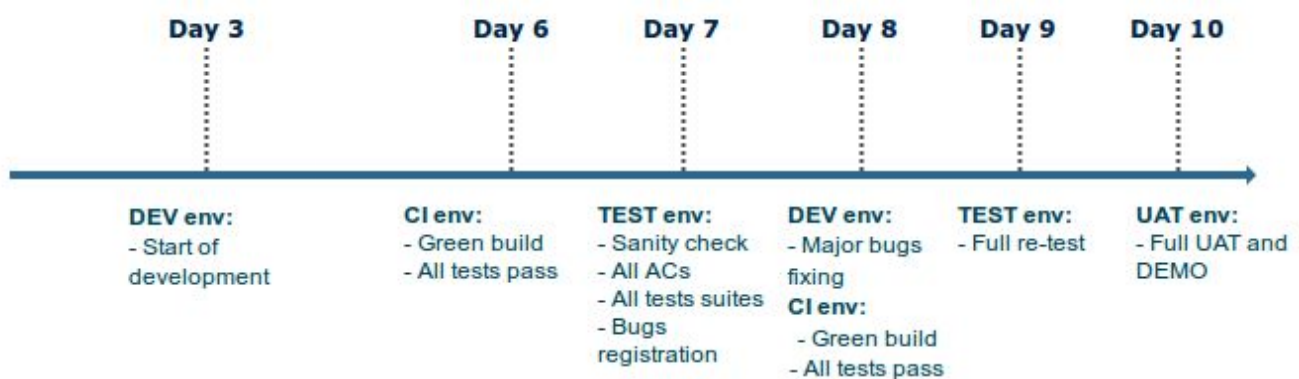 Day 3
Day 6
Day 7
Day 8
Day 9
Day 10
DEV env:
- Start of
development
CI env:
- Green build
- All tests pass
TEST env:
- Sanity check
- All ACs
- All tests suites
- Bugs
registration
DEV env:
- Major bugs
fixing
CI env:
- Green build
- All tests pass
TEST env:
- Full re-test
UAT env:
- Full UAT and
DEMO